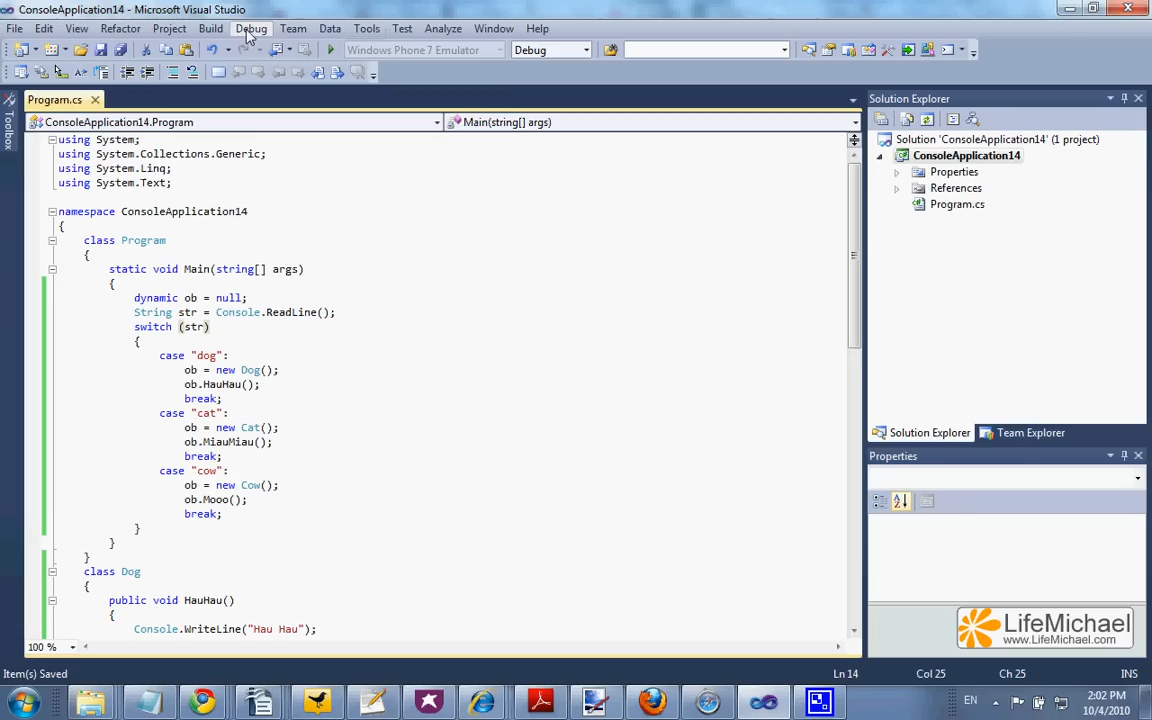 ConsoleApplication14 - Microsoft Visual Studio
File Edit View Refactor Project Build Debug Team Data Tools Test Analyze Window Help
Windows Phone 7 Emulator Debug
Program.cs
ConsoleApplication14.Program Main(string[] args)
using System;
using System.Collections.Generic;
using System.Linq;
using System.Text;
namespace ConsoleApplication14
{
class Program
{
static void Main(string[] args)
{
dynamic ob = null;
String str = Console.ReadLine();
switch (str)
{
case "dog":
ob = new Dog();
ob.HauHau();
break;
case "cat":
ob = new Cat();
ob.MiauMiau();
break;
case "cow":
ob = new Cow();
ob.Mooo();
break;
}
}
}
class Dog
{
public void HauHau()
{
Console.WriteLine("Hau Hau");
100 %
Toolbox
Solution Explorer
Solution 'ConsoleApplication14' (1 project)
ConsoleApplication14
Properties
References
Program.cs
Solution Explorer Team Explorer
Properties
LifeMichael
www.LifeMichael.com
Item(s) Saved Ln 14 Col 25 Ch 25 INS
EN 2:02 PM
10/4/2010